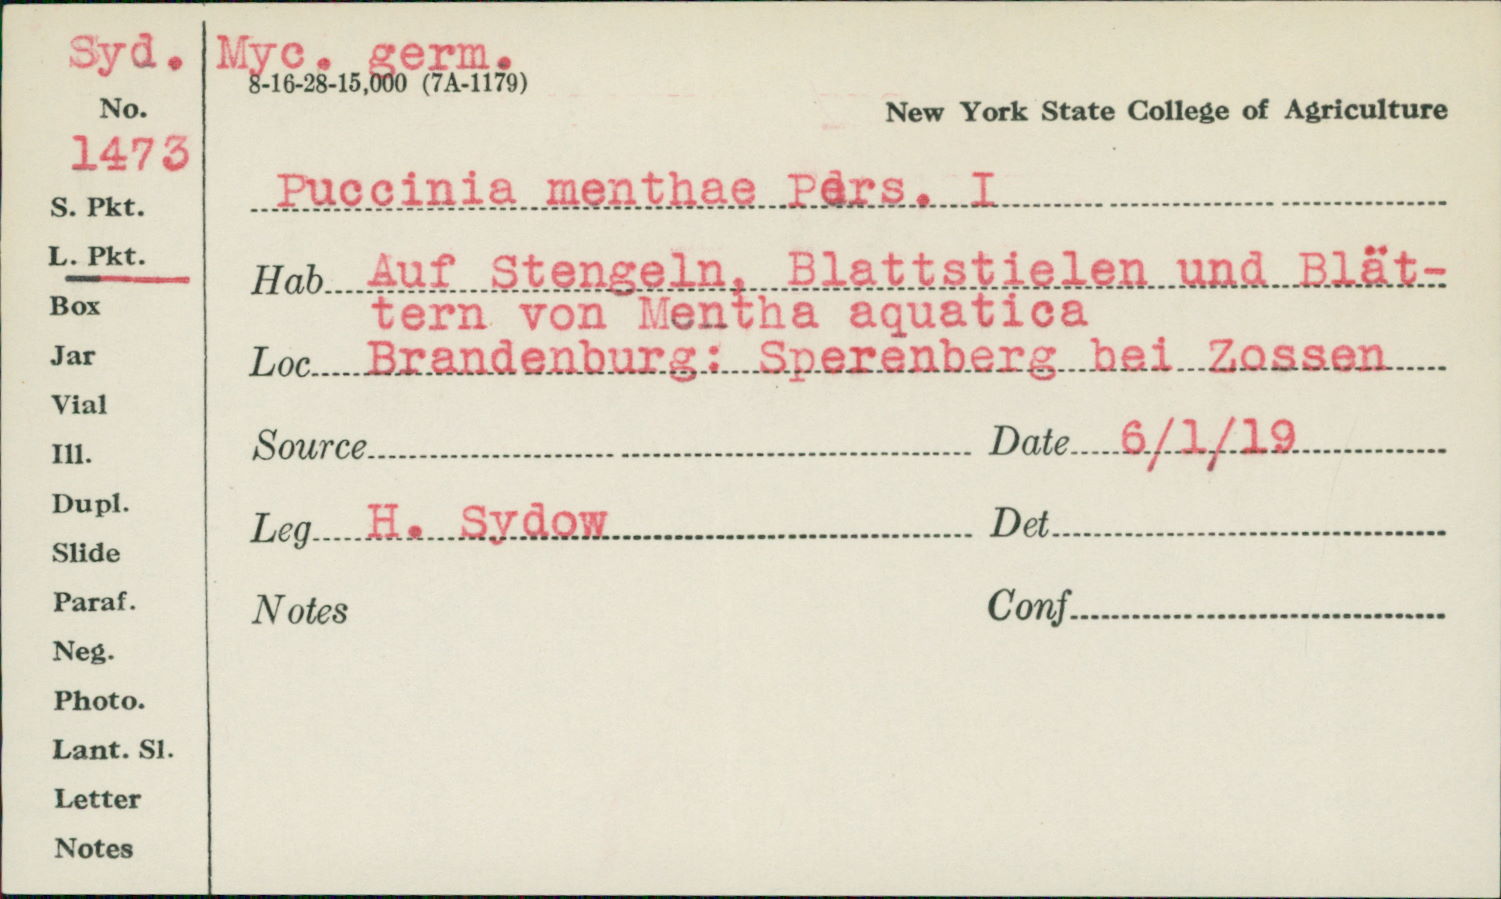 Syd. Myc. germ.
8-16-28-15,000 (7A-1179)
New York State College of Agriculture
No.
1473
S. Pkt.
L. Pkt.
Box
Jar
Vial
Ill.
Dupl.
Slide
Paraf.
Neg.
Photo.
Lant. Sl.
Letter
Notes
Puccinia menthae Pers. I
Hab Auf Stengeln, Blattstielen und Blät-
tern von Mentha aquatica
Loc Brandenburg: Sperenberg bei Zossen
Source Date 6/1/19
Leg H. Sydow Det
Notes Conf